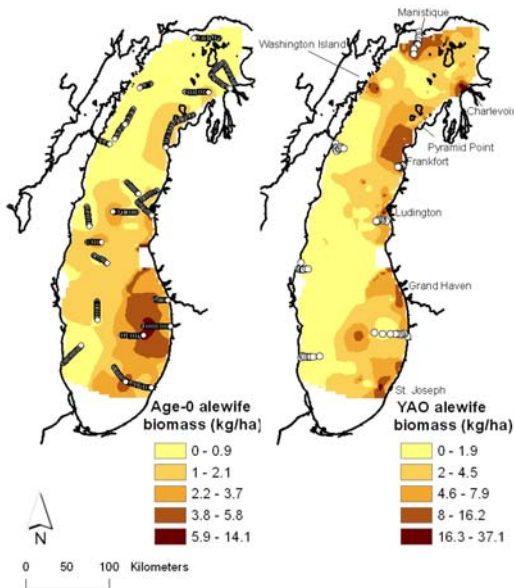 Manistique
Washington Island
Charlevoix
Pyramid Point
Frankfort
Ludington
Grand Haven
St. Joseph
Age-0 alewife
biomass (kg/ha)
0 - 0.9
1 - 2.1
2.2 - 3.7
3.8 - 5.8
5.9 - 14.1
YAO alewife
biomass (kg/ha)
0 - 1.9
2 - 4.5
4.6 - 7.9
8 - 16.2
16.3 - 37.1
N
0 50 100 Kilometers